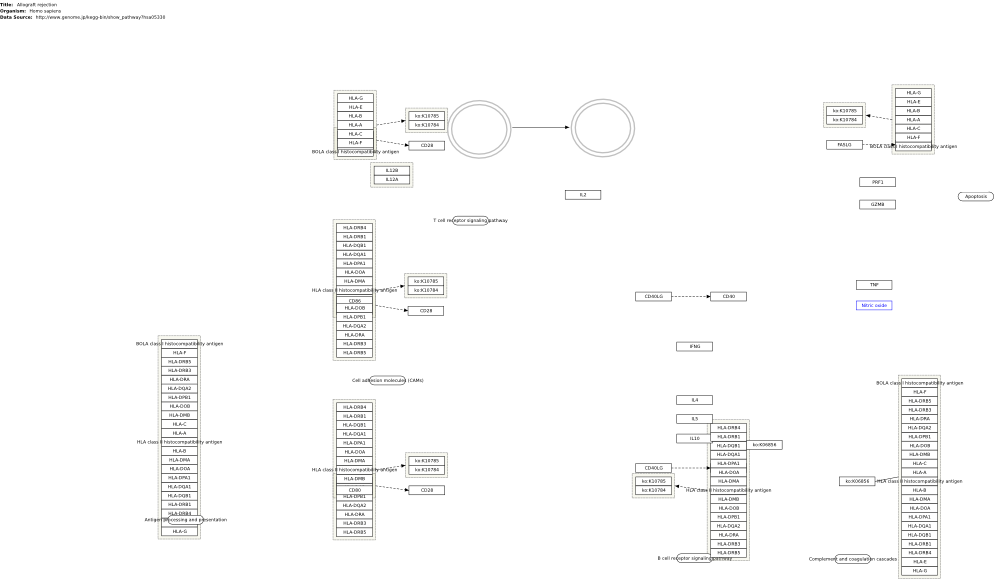 Title: Allograft rejection
Organism: Homo sapiens
Data Source: http://www.genome.jp/kegg-bin/show_pathway?hsa05330
HLA-G
HLA-E
HLA-B
HLA-A
HLA-C
HLA-F
BOLA class I histocompatibility antigen
ko:K10785
ko:K10784
CD28
IL12B
IL12A
IL2
T cell receptor signaling pathway
ko:K10785
ko:K10784
FASLG
HLA-G
HLA-E
HLA-B
HLA-A
HLA-C
HLA-F
BOLA class I histocompatibility antigen
PRF1
GZMB
Apoptosis
HLA-DRB4
HLA-DRB1
HLA-DQB1
HLA-DQA1
HLA-DPA1
HLA-DOA
HLA-DMA
HLA class II histocompatibility antigen
CD86
HLA-DOB
HLA-DPB1
HLA-DQA2
HLA-DRA
HLA-DRB3
HLA-DRB5
ko:K10785
ko:K10784
CD28
CD40LG
CD40
TNF
Nitric oxide
IFNG
BOLA class I histocompatibility antigen
HLA-F
HLA-DRB5
HLA-DRB3
HLA-DRA
HLA-DQA2
HLA-DPB1
HLA-DOB
HLA-DMB
HLA-C
HLA-A
HLA class II histocompatibility antigen
HLA-B
HLA-DMA
HLA-DOA
HLA-DPA1
HLA-DQA1
HLA-DQB1
HLA-DRB1
HLA-DRB4
Antigen processing and presentation
HLA-G
Cell adhesion molecules (CAMs)
HLA-DRB4
HLA-DRB1
HLA-DQB1
HLA-DQA1
HLA-DPA1
HLA-DOA
HLA-DMA
HLA class II histocompatibility antigen
HLA-DMB
CD80
HLA-DPB1
HLA-DQA2
HLA-DRA
HLA-DRB3
HLA-DRB5
ko:K10785
ko:K10784
CD28
IL4
IL5
IL10
CD40LG
ko:K10785
ko:K10784
HLA-DRB4
HLA-DRB1
HLA-DQB1
HLA-DQA1
HLA-DPA1
HLA-DOA
HLA-DMA
HLA class II histocompatibility antigen
HLA-DMB
HLA-DOB
HLA-DPB1
HLA-DQA2
HLA-DRA
HLA-DRB3
HLA-DRB5
ko:K06856
B cell receptor signaling pathway
BOLA class I histocompatibility antigen
HLA-F
HLA-DRB5
HLA-DRB3
HLA-DRA
HLA-DQA2
HLA-DPB1
HLA-DOB
HLA-DMB
HLA-C
HLA-A
ko:K06856
HLA class II histocompatibility antigen
HLA-B
HLA-DMA
HLA-DOA
HLA-DPA1
HLA-DQA1
HLA-DQB1
HLA-DRB1
HLA-DRB4
HLA-E
HLA-G
Complement and coagulation cascades